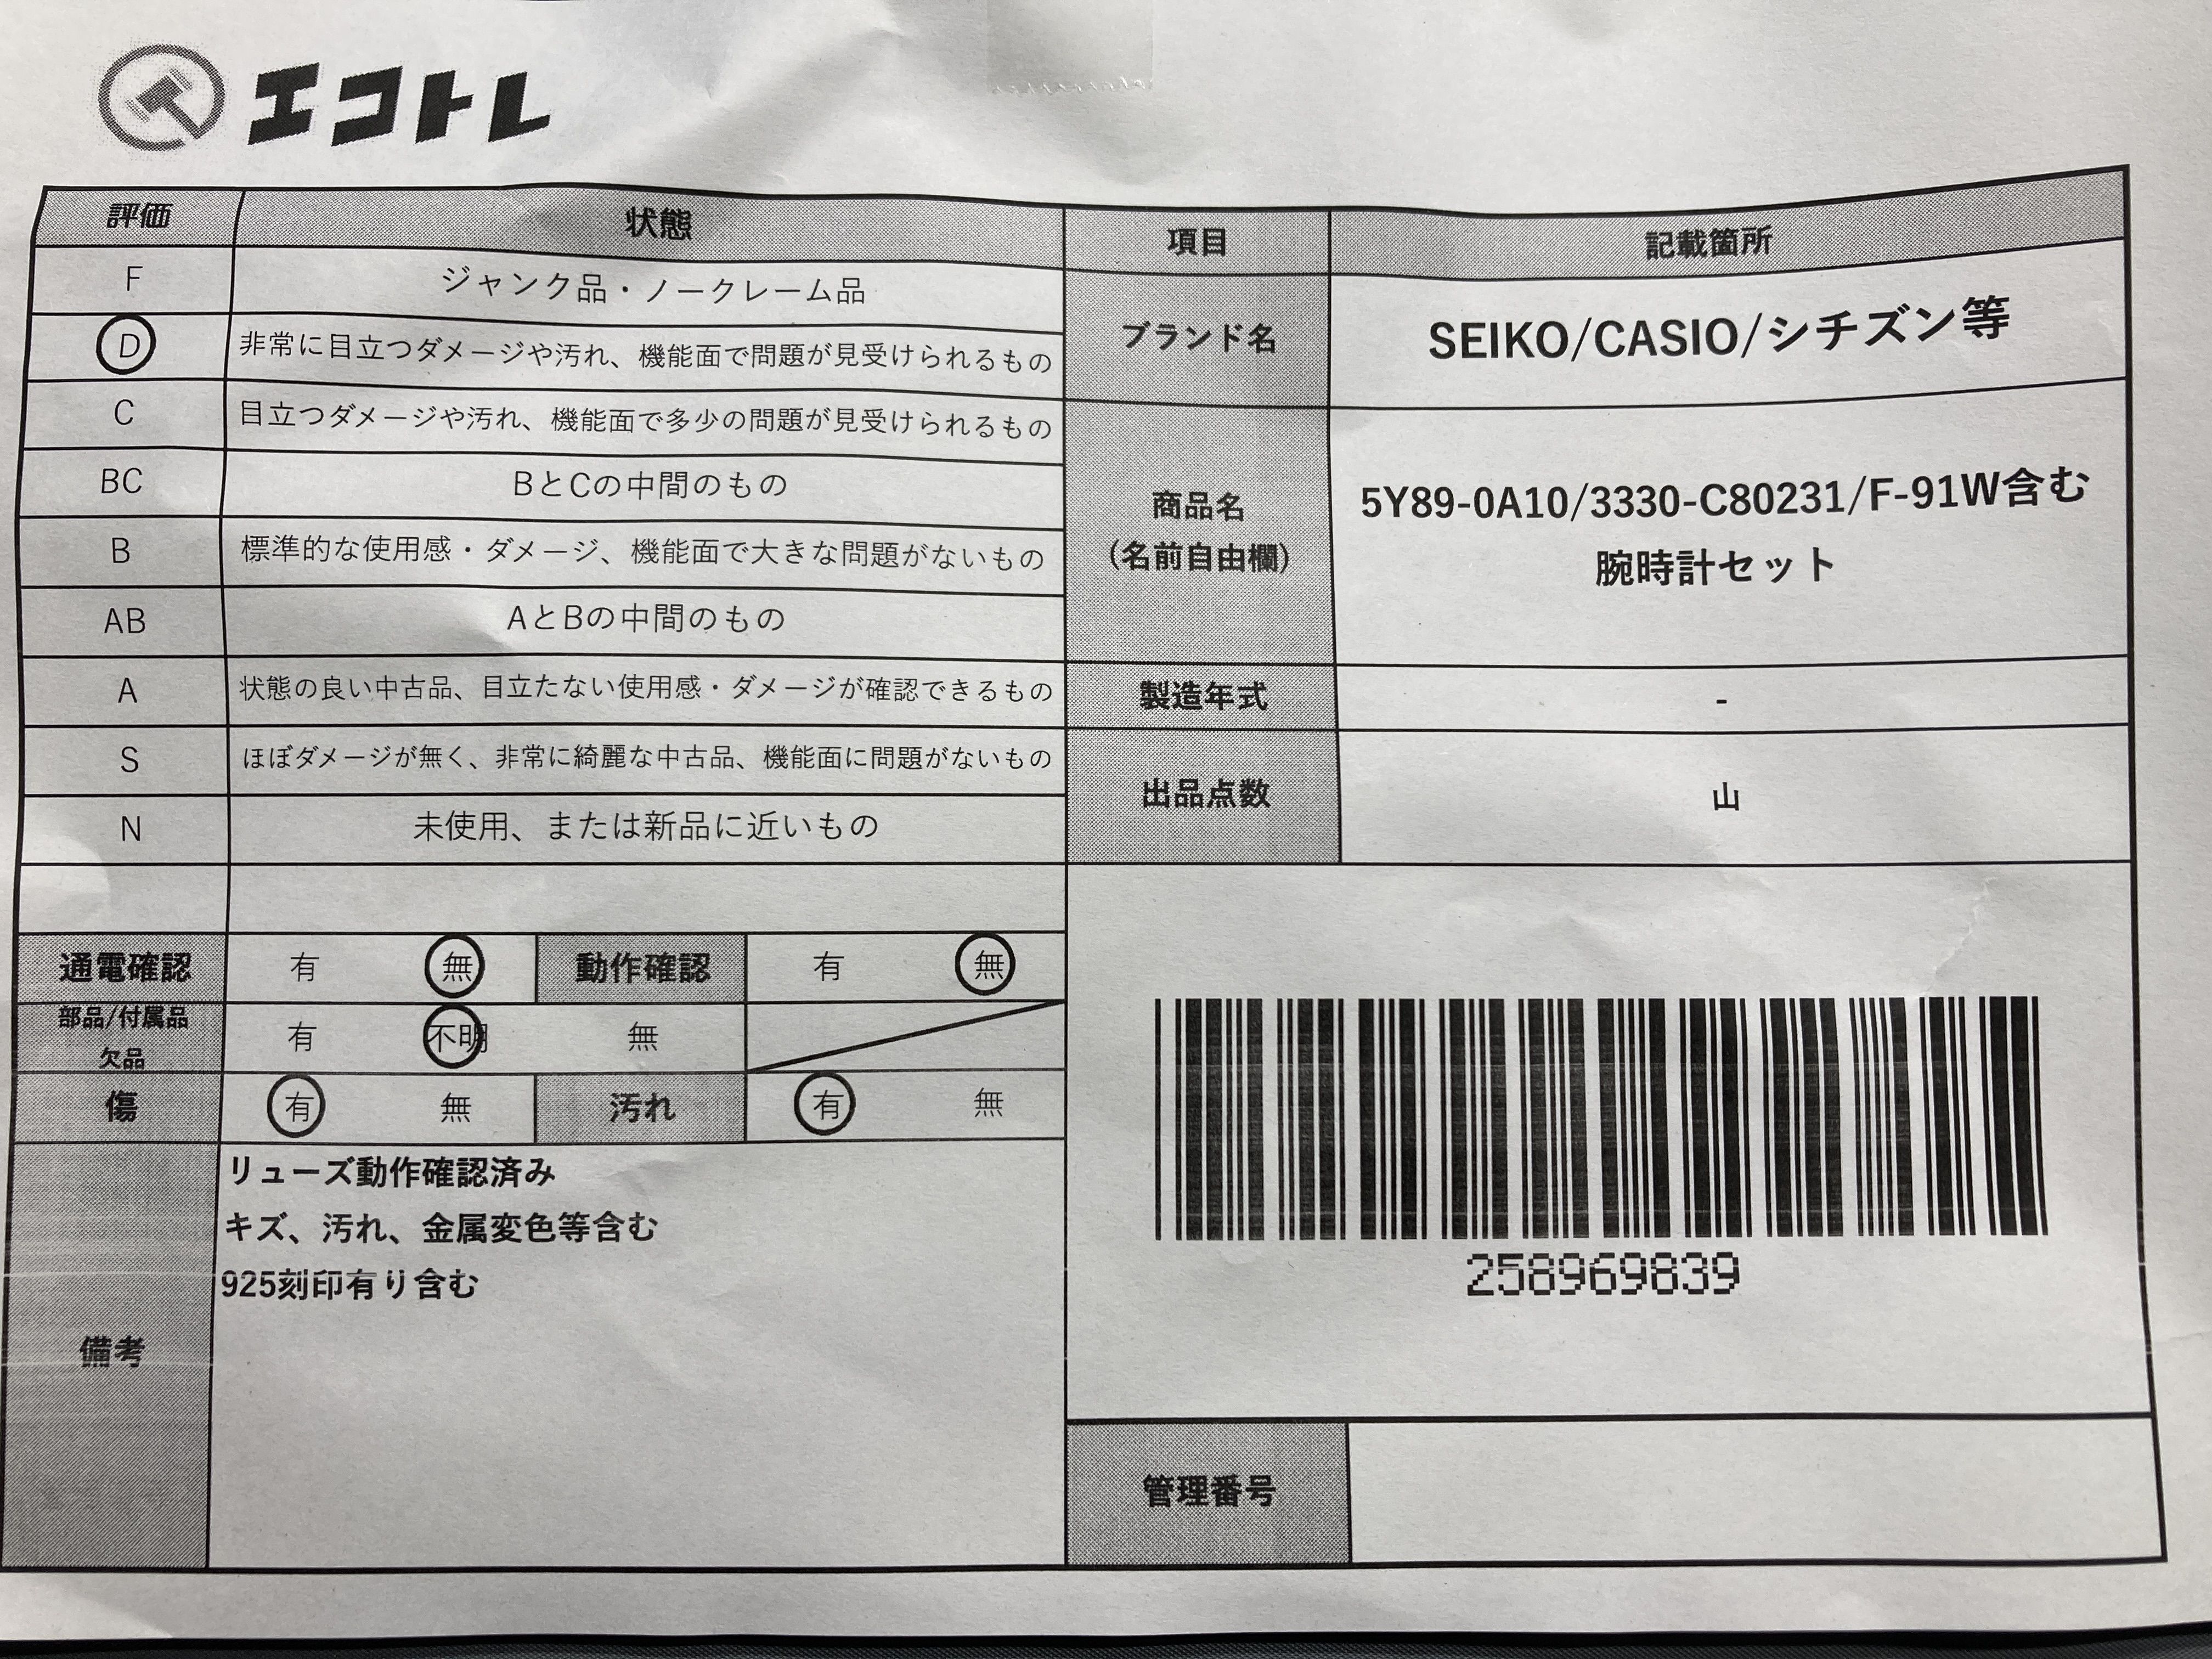 エコトレ
評価 状態
F ジャンク品・ノークレーム品
D 非常に目立つダメージや汚れ、機能面で問題が見受けられるもの
C 目立つダメージや汚れ、機能面で多少の問題が見受けられるもの
BC BとCの中間のもの
B 標準的な使用感・ダメージ、機能面で大きな問題がないもの
AB AとBの中間のもの
A 状態の良い中古品、目立たない使用感・ダメージが確認できるもの
S ほぼダメージが無く、非常に綺麗な中古品、機能面に問題がないもの
N 未使用、または新品に近いもの
通電確認 有 無 動作確認 有 無
部品/付属品
欠品 有 不明 無
傷 有 無 汚れ 有 無
備考
リューズ動作確認済み
キズ、汚れ、金属変色等含む
925刻印有り含む
項目 記載箇所
ブランド名 SEIKO/CASIO/シチズン等
商品名
(名前自由欄)
5Y89-0A10/3330-C80231/F-91W含む
腕時計セット
製造年式 -
出品点数 山
258969839
管理番号